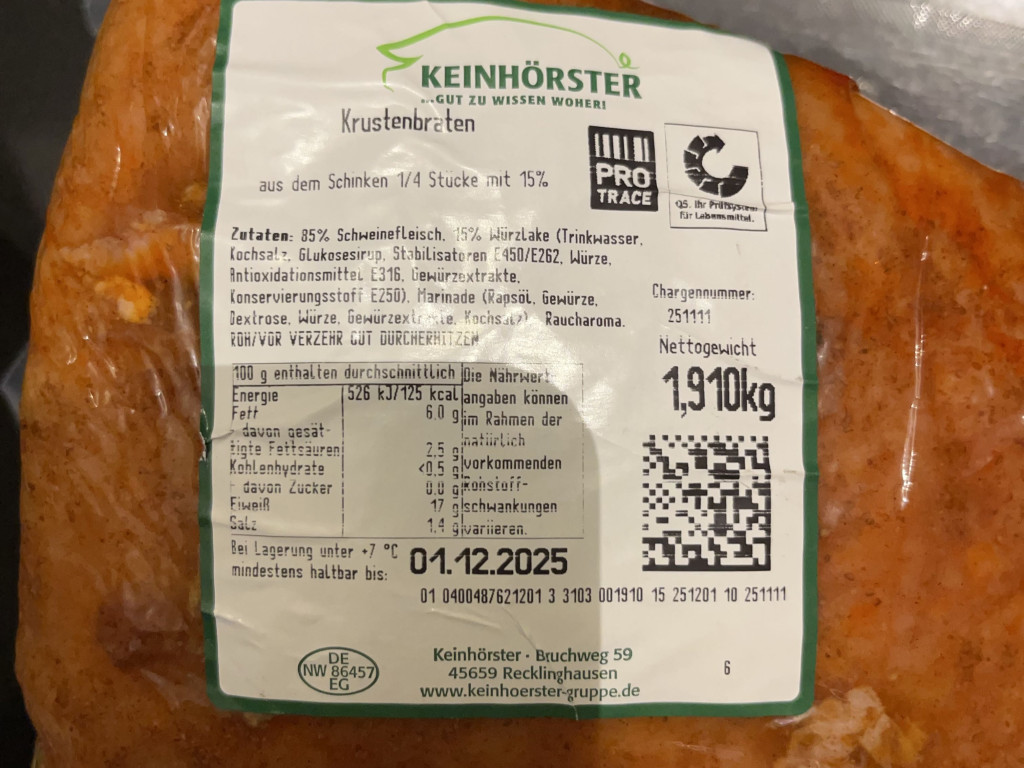 KEINHÖRSTER
...GUT ZU WISSEN WOHER!
Krustenbraten
aus dem Schinken 1/4 Stücke mit 15%
PRO
TRACE
QS. Ihr Prüfsystem
für Lebensmittel.
Zutaten: 85% Schweinefleisch, 15% Würzlake (Trinkwasser,
Kochsalz, Glukosesirup, Stabilisatoren E450/E262, Würze,
Antioxidationsmittel E316, Gewürzextrakte,
Konservierungsstoff E250), Marinade (Rapsöl, Gewürze,
Dextrose, Würze, Gewürzextrakte, Kochsalz), Raucharoma.
ROH/VOR VERZEHR GUT DURCHERHITZEN
Chargennummer:
251111
Nettogewicht
1,910kg
100 g enthalten durchschnittlich
Energie 526 kJ/125 kcal
Fett 6,0 g
- davon gesät-
tigte Fettsäuren 2,5 g
Kohlenhydrate <0,5 g
- davon Zucker 0,0 g
Eiweiß 17 g
Salz 1,4 g
Die Nährwert-
angaben können
im Rahmen der
natürlich
vorkommenden
Rohstoff-
schwankungen
variieren.
Bei Lagerung unter +7 °C
mindestens haltbar bis: 01.12.2025
01 0400487621201 3 3103 001910 15 251201 10 251111
DE
NW 86457
EG
Keinhörster · Bruchweg 59
45659 Recklinghausen
www.keinhoerster-gruppe.de
6